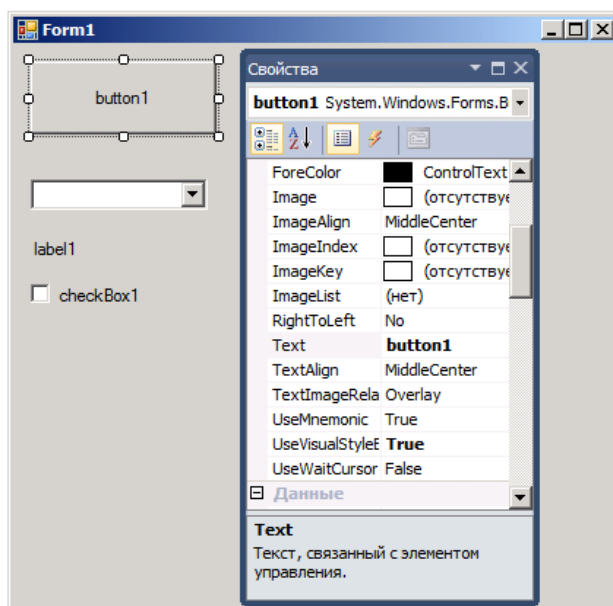 Form1
button1
label1
checkBox1
Свойства
button1 System.Windows.Forms.B
ForeColor ControlText
Image (отсутствуе
ImageAlign MiddleCenter
ImageIndex (отсутствуе
ImageKey (отсутствуе
ImageList (нет)
RightToLeft No
Text button1
TextAlign MiddleCenter
TextImageRela Overlay
UseMnemonic True
UseVisualStyleE True
UseWaitCursor False
Данные
Text
Текст, связанный с элементом
управления.